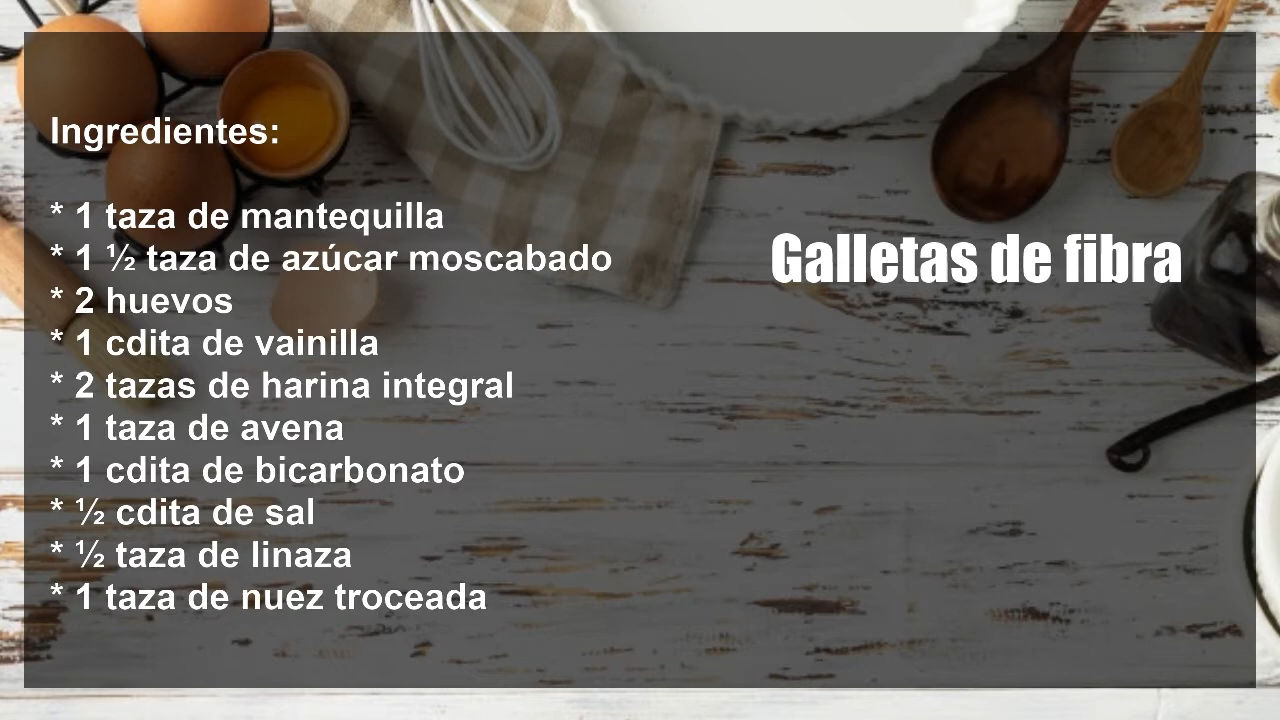 Ingredientes:
* 1 taza de mantequilla
* 1 ½ taza de azúcar moscabado
* 2 huevos
* 1 cdita de vainilla
* 2 tazas de harina integral
* 1 taza de avena
* 1 cdita de bicarbonato
* ½ cdita de sal
* ½ taza de linaza
* 1 taza de nuez troceada
Galletas de fibra